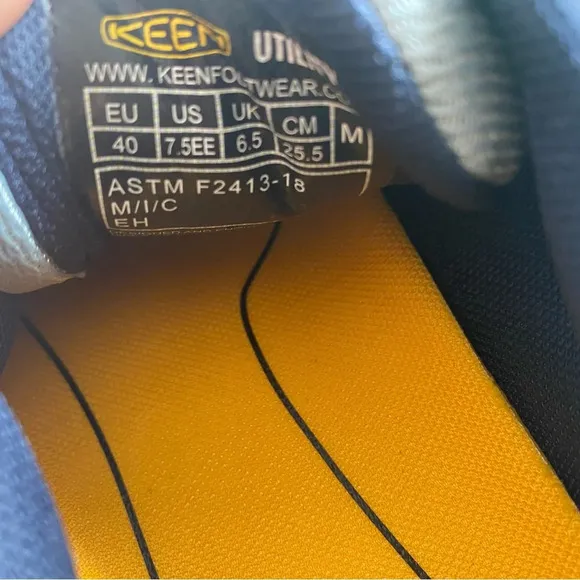 KEEN UTILITY
WWW.KEENFOOTWEAR.CO
EU US UK CM M
40 7.5EE 6.5 25.5
ASTM F2413-18
M/I/C
EH